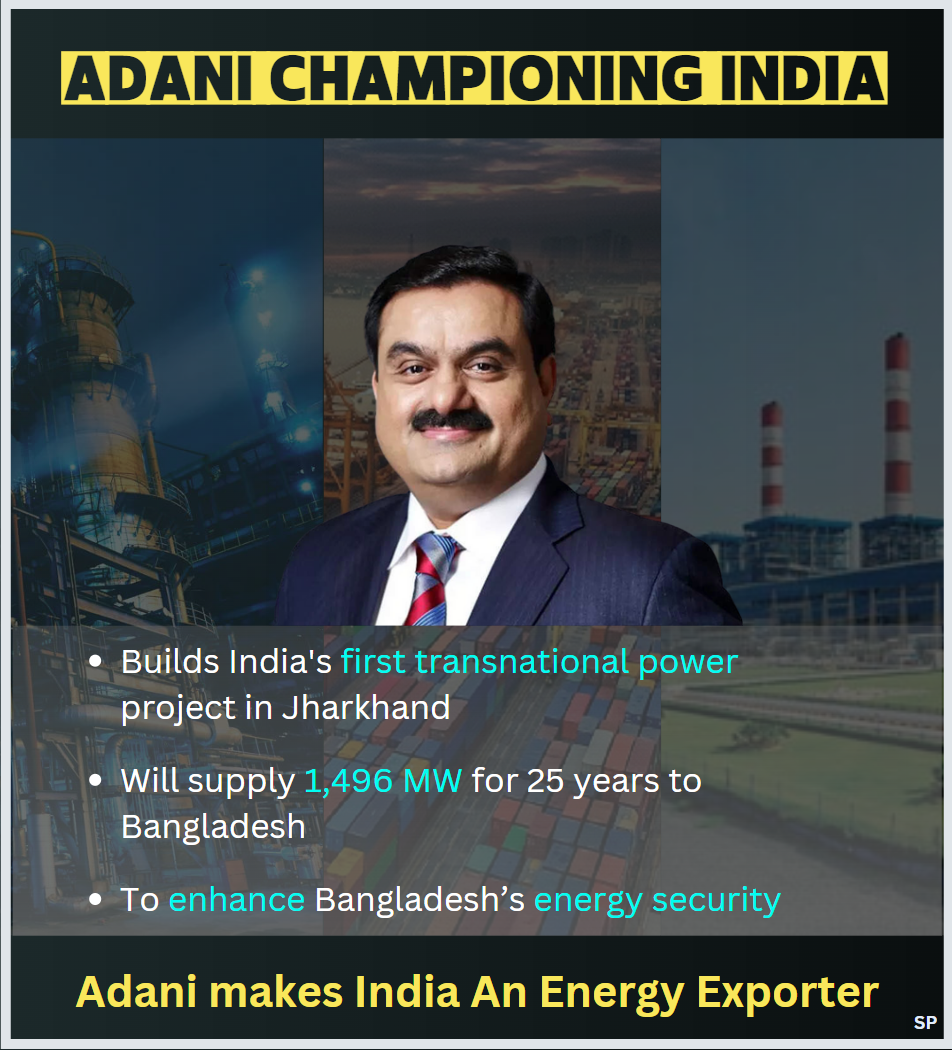 ADANI CHAMPIONING INDIA
• Builds India's first transnational power
project in Jharkhand
• Will supply 1,496 MW for 25 years to
Bangladesh
• To enhance Bangladesh’s energy security
Adani makes India An Energy Exporter
SP